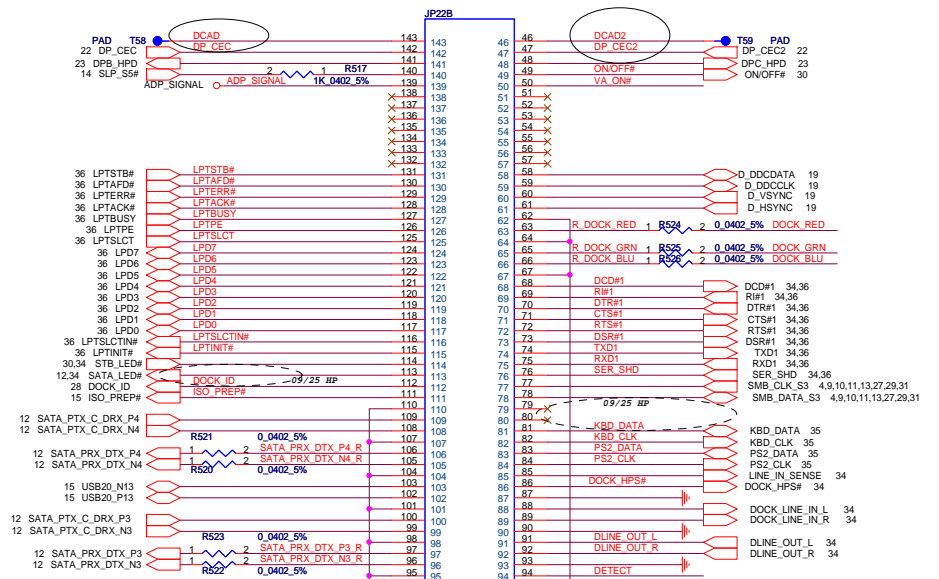 JP22B
PAD T58 DCAD 143 143 46 46 DCAD2 T59 PAD
22 DP_CEC DP_CEC 142 142 47 47 DP_CEC2 DP_CEC2 22
23 DPB_HPD 141 141 48 48 DPC_HPD 23
14 SLP_S5# 2 1 R517 140 140 49 49 ON/OFF# ON/OFF# 30
ADP_SIGNAL ADP_SIGNAL 1K_0402_5% 139 139 50 50 VA_ON#
138 138 51 51
137 137 52 52
136 136 53 53
135 135 54 54
134 134 55 55
133 133 56 56
132 132 57 57
36 LPTSTB# LPTSTB# 131 131 58 58 D_DDCDATA 19
36 LPTAFD# LPTAFD# 130 130 59 59 D_DDCCLK 19
36 LPTERR# LPTERR# 129 129 60 60 D_VSYNC 19
36 LPTACK# LPTACK# 128 128 61 61 D_HSYNC 19
36 LPTBUSY LPTBUSY 127 127 62 62
36 LPTPE LPTPE 126 126 63 63 R_DOCK_RED 1 R524 2 0_0402_5% DOCK_RED
36 LPTSLCT LPTSLCT 125 125 64 64
36 LPD7 LPD7 124 124 65 65 R_DOCK_GRN 1 R525 2 0_0402_5% DOCK_GRN
36 LPD6 LPD6 123 123 66 66 R_DOCK_BLU 1 R526 2 0_0402_5% DOCK_BLU
36 LPD5 LPD5 122 122 67 67
36 LPD4 LPD4 121 121 68 68 DCD#1 DCD#1 34,36
36 LPD3 LPD3 120 120 69 69 RI#1 RI#1 34,36
36 LPD2 LPD2 119 119 70 70 DTR#1 DTR#1 34,36
36 LPD1 LPD1 118 118 71 71 CTS#1 CTS#1 34,36
36 LPD0 LPD0 117 117 72 72 RTS#1 RTS#1 34,36
36 LPTSLCTIN# LPTSLCTIN# 116 116 73 73 DSR#1 DSR#1 34,36
36 LPTINIT# LPTINIT# 115 115 74 74 TXD1 TXD1 34,36
30,34 STB_LED# 114 114 75 75 RXD1 RXD1 34,36
12,34 SATA_LED# 113 113 76 76 SER_SHD SER_SHD 34,36
28 DOCK_ID DOCK_ID 09/25 HP 112 112 77 77 SMB_CLK_S3 4,9,10,11,13,27,29,31
15 ISO_PREP# ISO_PREP# 111 111 78 78 SMB_DATA_S3 4,9,10,11,13,27,29,31
110 110 79 79 09/25 HP
12 SATA_PTX_C_DRX_P4 109 109 80 80
12 SATA_PTX_C_DRX_N4 108 108 81 81 KBD_DATA KBD_DATA 35
R521 0_0402_5% 107 107 82 82 KBD_CLK KBD_CLK 35
12 SATA_PRX_DTX_P4 1 2 SATA_PRX_DTX_P4_R 106 106 83 83 PS2_DATA PS2_DATA 35
12 SATA_PRX_DTX_N4 1 2 SATA_PRX_DTX_N4_R 105 105 84 84 PS2_CLK PS2_CLK 35
R520 0_0402_5% 104 104 85 85 LINE_IN_SENSE 34
15 USB20_N13 103 103 86 86 DOCK_HPS# DOCK_HPS# 34
15 USB20_P13 102 102 87 87
101 101 88 88 DOCK_LINE_IN_L 34
12 SATA_PTX_C_DRX_P3 100 100 89 89 DOCK_LINE_IN_R 34
12 SATA_PTX_C_DRX_N3 99 99 90 90
R523 0_0402_5% 98 98 91 91 DLINE_OUT_L DLINE_OUT_L 34
12 SATA_PRX_DTX_P3 1 2 SATA_PRX_DTX_P3_R 97 97 92 92 DLINE_OUT_R DLINE_OUT_R 34
12 SATA_PRX_DTX_N3 1 2 SATA_PRX_DTX_N3_R 96 96 93 93
R522 0_0402_5% 95 95 94 94 DETECT